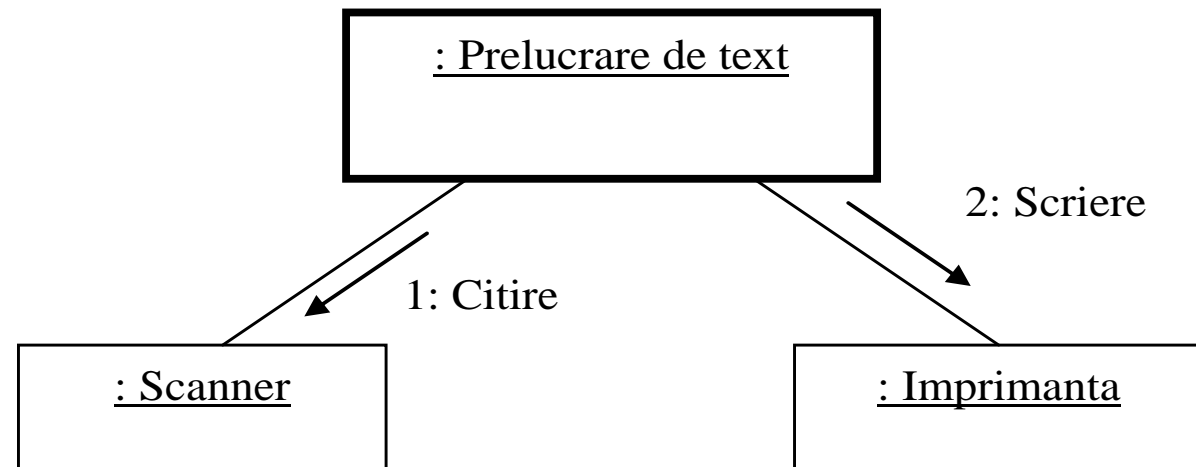 : Prelucrare de text
2: Scriere
1: Citire
: Scanner
: Imprimanta